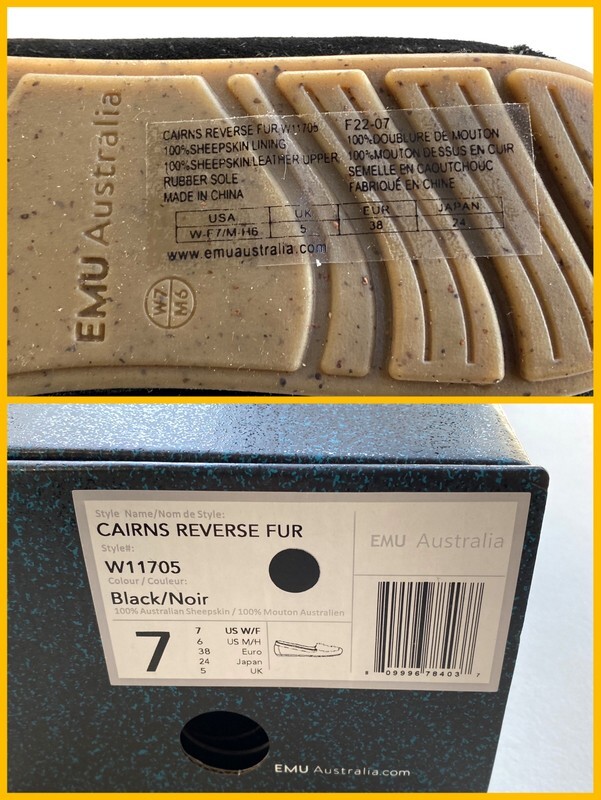 EMU Australia
CAIRNS REVERSE FUR W11705
100%SHEEPSKIN LINING
100%SHEEPSKIN:LEATHER UPPER
RUBBER SOLE
MADE IN CHINA
F22-07
100%DOUBLURE DE MOUTON
100%MOUTON DESSUS EN CUIR
SEMELLE EN CAOUTCHOUC
FABRIQUÉ EN CHINE
USA UK EUR JAPAN
W-F7/M-H6 5 38 24
www.emuaustralia.com
W7
M6
Style Name/Nom de Style:
CAIRNS REVERSE FUR
Style#:
W11705
Colour / Couleur:
Black/Noir
100% Australian Sheepskin / 100% Mouton Australien
7
7 US W/F
6 US M/H
38 Euro
24 Japan
5 UK
EMU Australia
09996 78403 7
EMU Australia.com